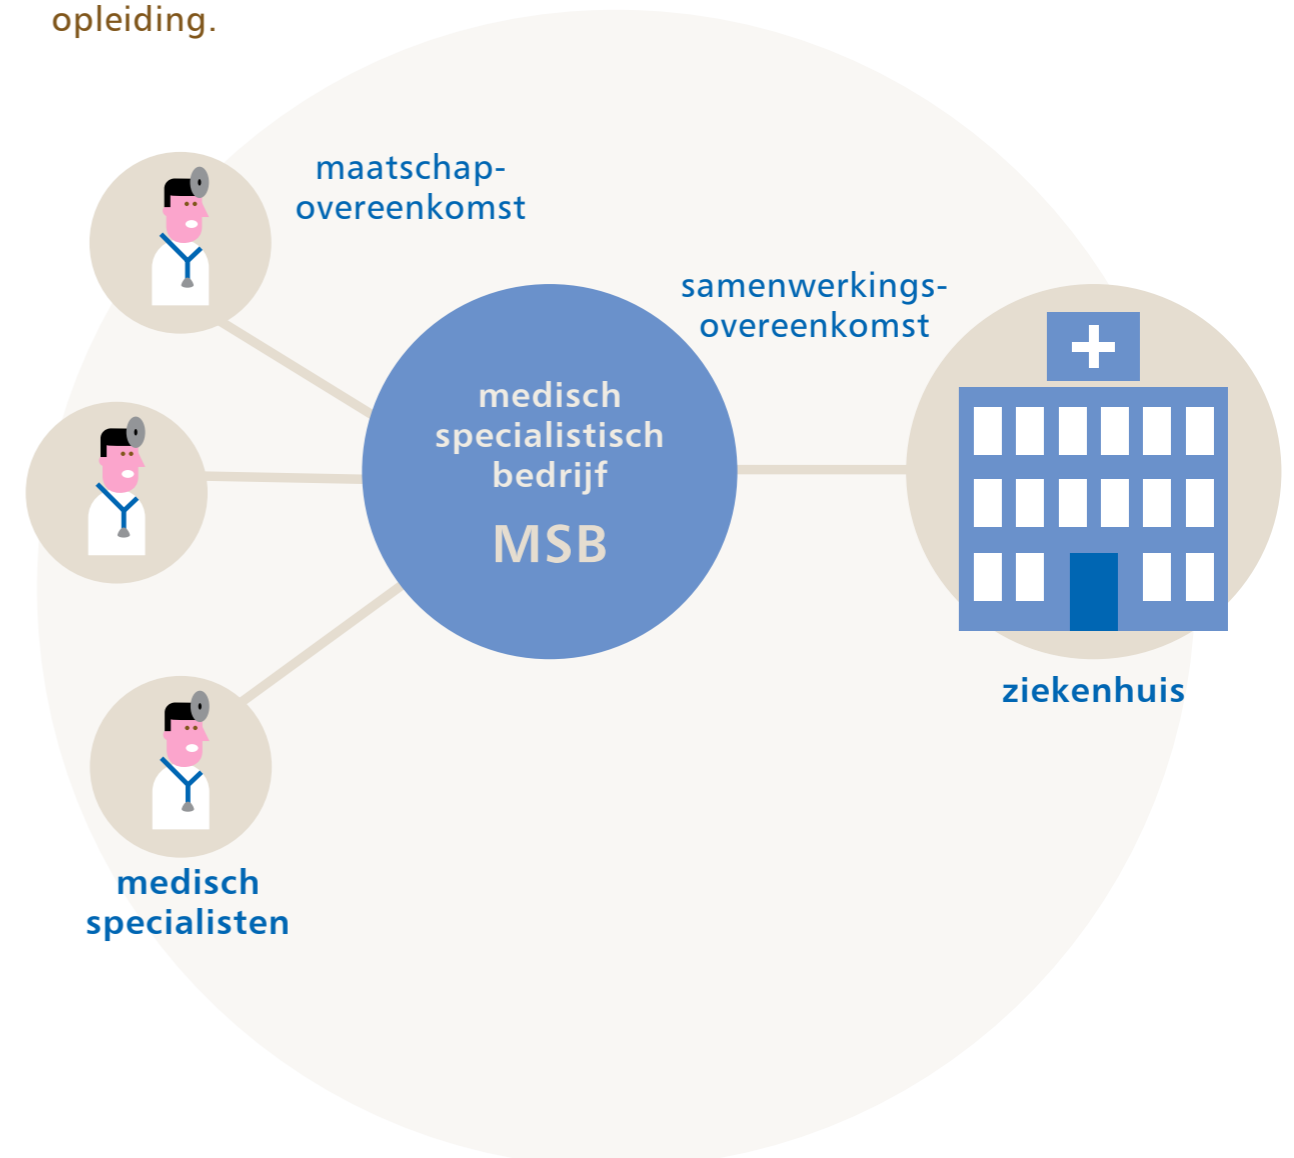 opleiding.
maatschap-
overeenkomst
samenwerkings-
overeenkomst
medisch
specialistisch
bedrijf
MSB
ziekenhuis
medisch
specialisten